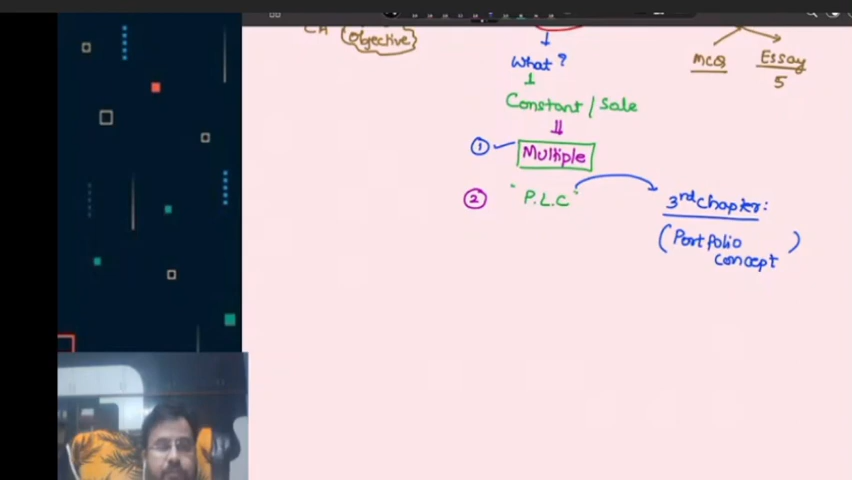 CA Objective
What?
MCQ Essay
5
Constant / Sale
① Multiple
② "P.L.C"
3rd Chapter:
(Portfolio
concept)